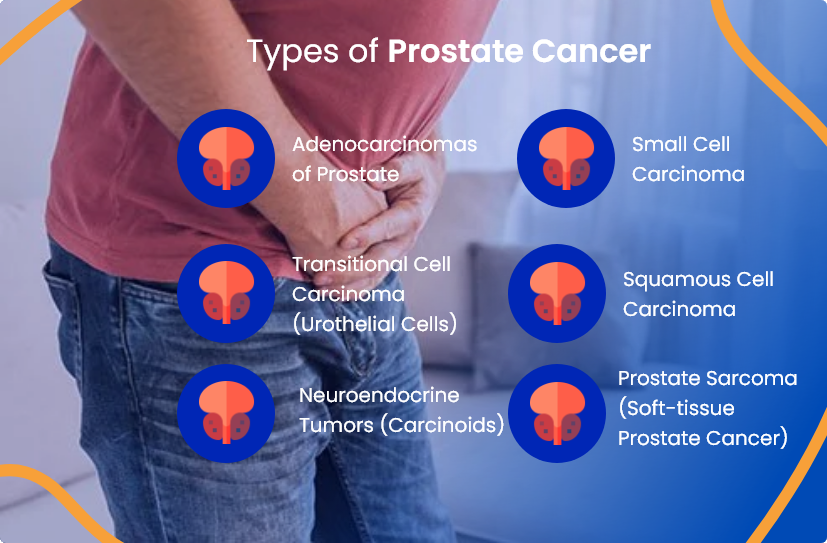 Types of Prostate Cancer
Adenocarcinomas
of Prostate
Small Cell
Carcinoma
Transitional Cell
Carcinoma
(Urothelial Cells)
Squamous Cell
Carcinoma
Neuroendocrine
Tumors (Carcinoids)
Prostate Sarcoma
(Soft-tissue
Prostate Cancer)